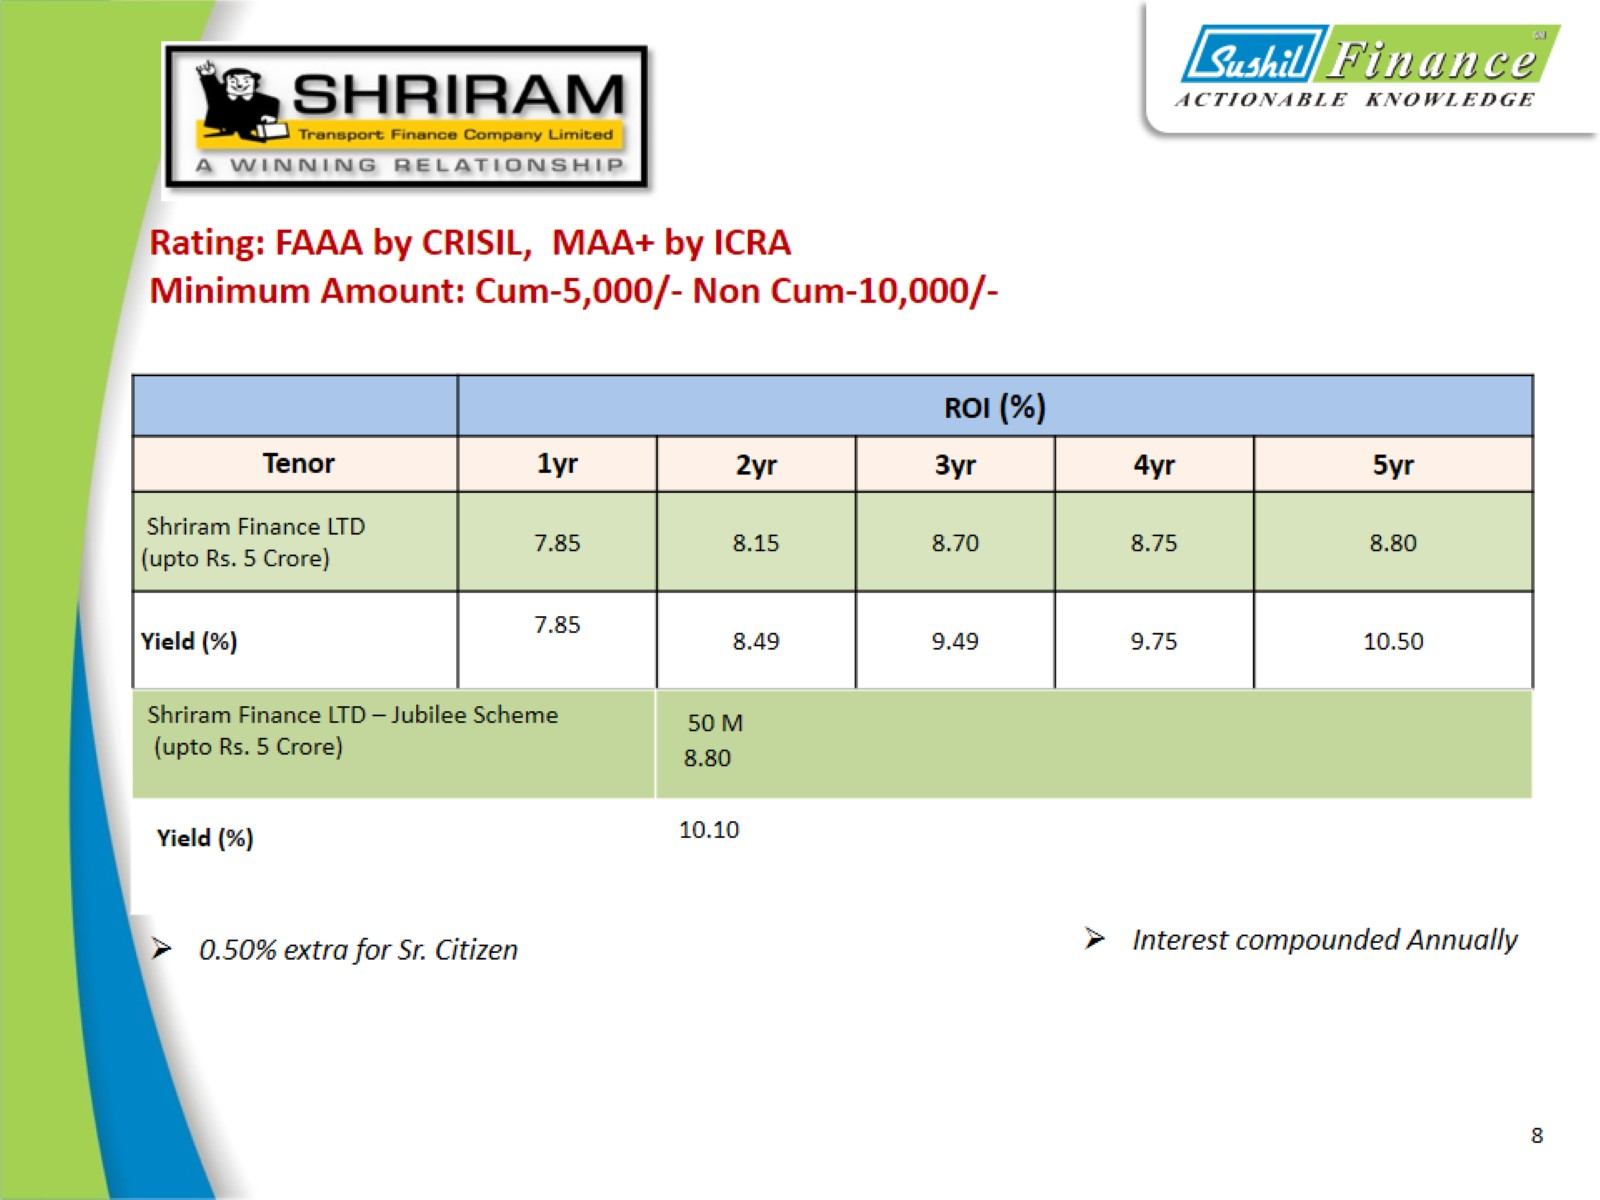 SHRIRAM
Transport Finance Company Limited
A WINNING RELATIONSHIP
Sushil Finance
SM
ACTIONABLE KNOWLEDGE
Rating: FAAA by CRISIL, MAA+ by ICRA
Minimum Amount: Cum-5,000/- Non Cum-10,000/-
ROI (%)
Tenor 1yr 2yr 3yr 4yr 5yr
Shriram Finance LTD
(upto Rs. 5 Crore) 7.85 8.15 8.70 8.75 8.80
Yield (%) 7.85 8.49 9.49 9.75 10.50
Shriram Finance LTD – Jubilee Scheme 50 M
(upto Rs. 5 Crore) 8.80
Yield (%) 10.10
➢ 0.50% extra for Sr. Citizen
➢ Interest compounded Annually
8